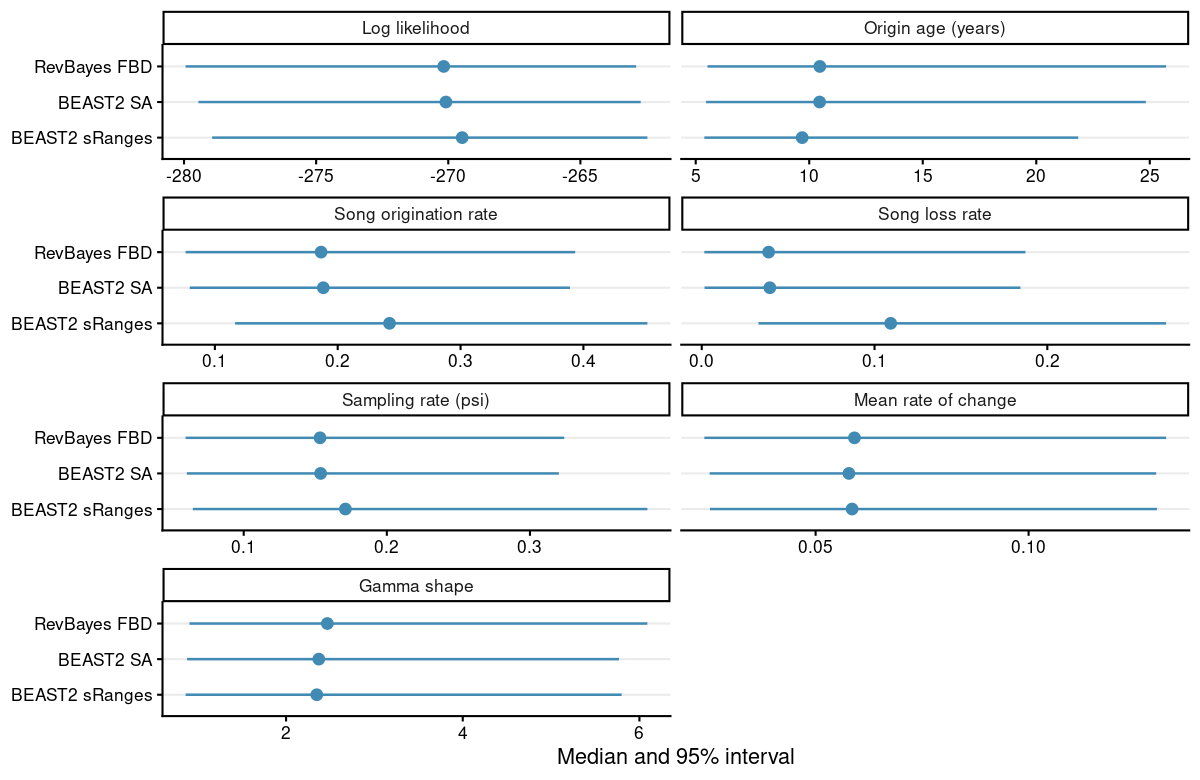 Log likelihood
Origin age (years)
RevBayes FBD
BEAST2 SA
BEAST2 sRanges
-280 -275 -270 -265
5 10 15 20 25
Song origination rate
Song loss rate
RevBayes FBD
BEAST2 SA
BEAST2 sRanges
0.1 0.2 0.3 0.4
0.0 0.1 0.2
Sampling rate (psi)
Mean rate of change
RevBayes FBD
BEAST2 SA
BEAST2 sRanges
0.1 0.2 0.3
0.05 0.10
Gamma shape
RevBayes FBD
BEAST2 SA
BEAST2 sRanges
2 4 6
Median and 95% interval